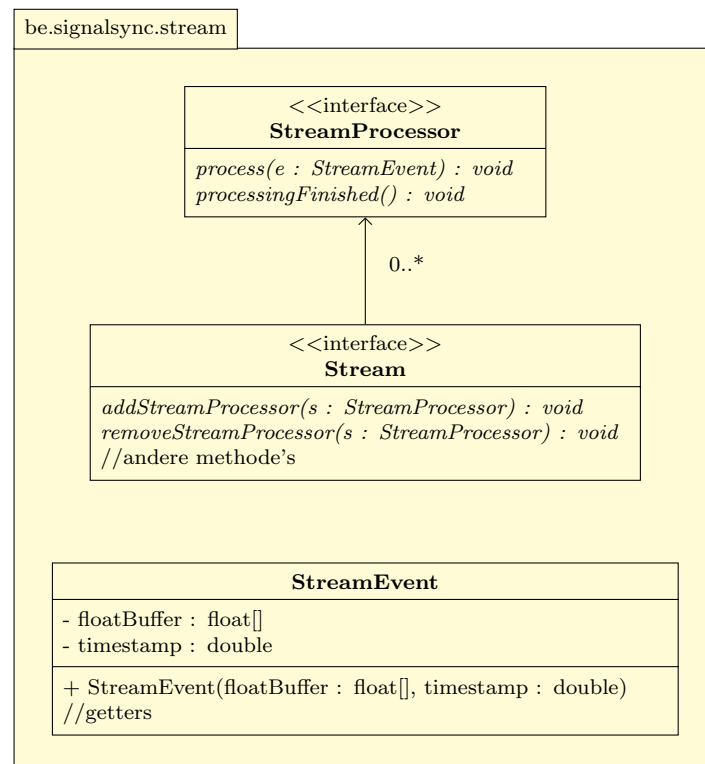 be.signalsync.stream
<<interface>>
StreamProcessor
process(e : StreamEvent) : void
processingFinished() : void
0..*
<<interface>>
Stream
addStreamProcessor(s : StreamProcessor) : void
removeStreamProcessor(s : StreamProcessor) : void
//andere methode's
StreamEvent
- floatBuffer : float[]
- timestamp : double
+ StreamEvent(floatBuffer : float[], timestamp : double)
//getters